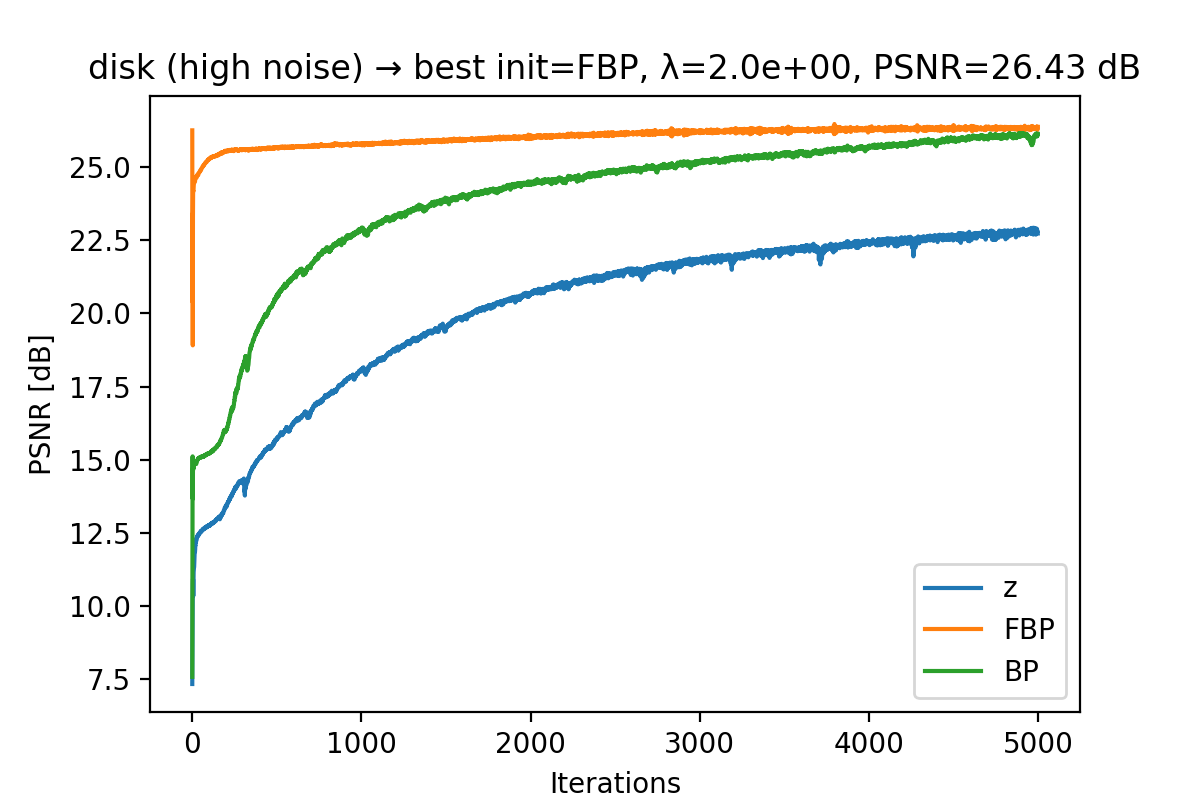 disk (high noise) → best init=FBP, λ=2.0e+00, PSNR=26.43 dB
PSNR [dB]
25.0
22.5
20.0
17.5
15.0
12.5
10.0
7.5
z
FBP
BP
0 1000 2000 3000 4000 5000
Iterations